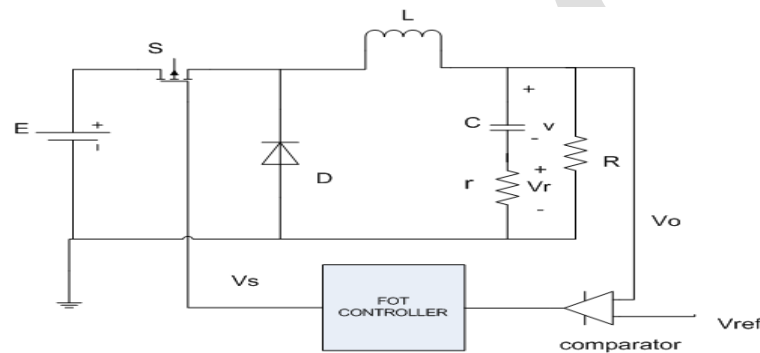 L
S
E
+
-
D
+
C
v
-
+
r
Vr
-
R
Vo
Vs
FOT
CONTROLLER
Vref
comparator